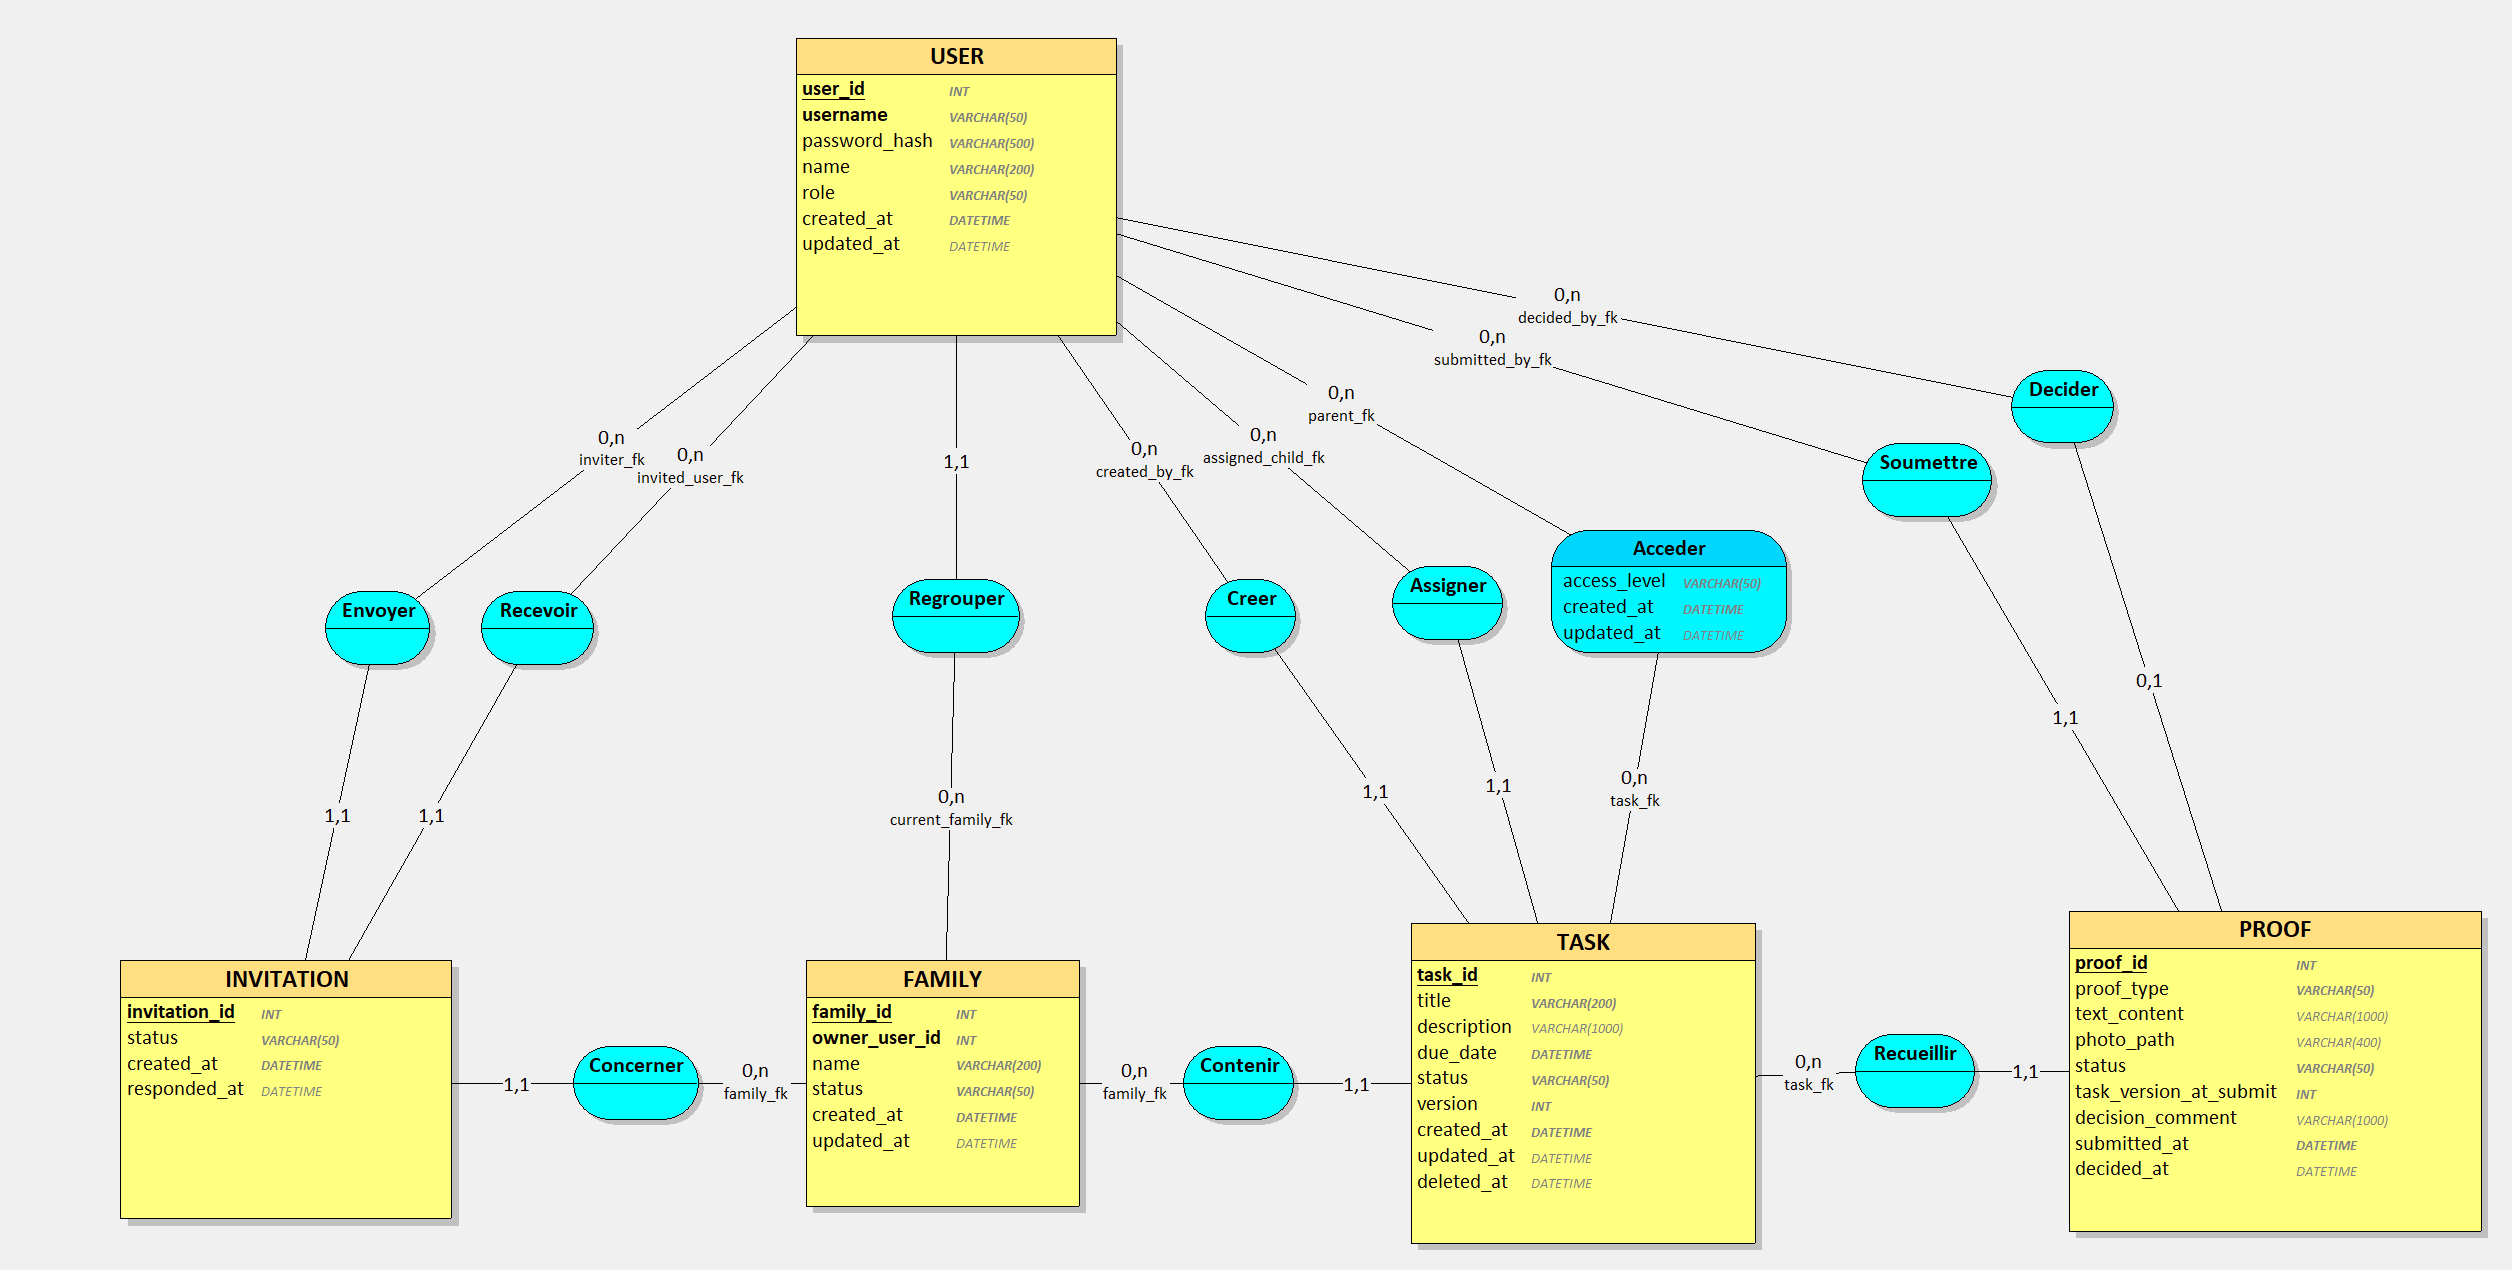 USER
user_id INT
username VARCHAR(50)
password_hash VARCHAR(500)
name VARCHAR(200)
role VARCHAR(50)
created_at DATETIME
updated_at DATETIME
0,n
decided_by_fk
0,n
submitted_by_fk
0,n
parent_fk
0,n
assigned_child_fk
0,n
created_by_fk
1,1
0,n
inviter_fk
0,n
invited_user_fk
Decider
Soumettre
Acceder
access_level VARCHAR(50)
created_at DATETIME
updated_at DATETIME
Assigner
Creer
Regrouper
Envoyer
Recevoir
0,1
1,1
0,n
task_fk
1,1
1,1
0,n
current_family_fk
1,1
1,1
INVITATION
invitation_id INT
status VARCHAR(50)
created_at DATETIME
responded_at DATETIME
1,1
Concerner
0,n
family_fk
FAMILY
family_id INT
owner_user_id INT
name VARCHAR(200)
status VARCHAR(50)
created_at DATETIME
updated_at DATETIME
0,n
family_fk
Contenir
1,1
TASK
task_id INT
title VARCHAR(200)
description VARCHAR(1000)
due_date DATETIME
status VARCHAR(50)
version INT
created_at DATETIME
updated_at DATETIME
deleted_at DATETIME
0,n
task_fk
Recueillir
1,1
PROOF
proof_id INT
proof_type VARCHAR(50)
text_content VARCHAR(1000)
photo_path VARCHAR(400)
status VARCHAR(50)
task_version_at_submit INT
decision_comment VARCHAR(1000)
submitted_at DATETIME
decided_at DATETIME